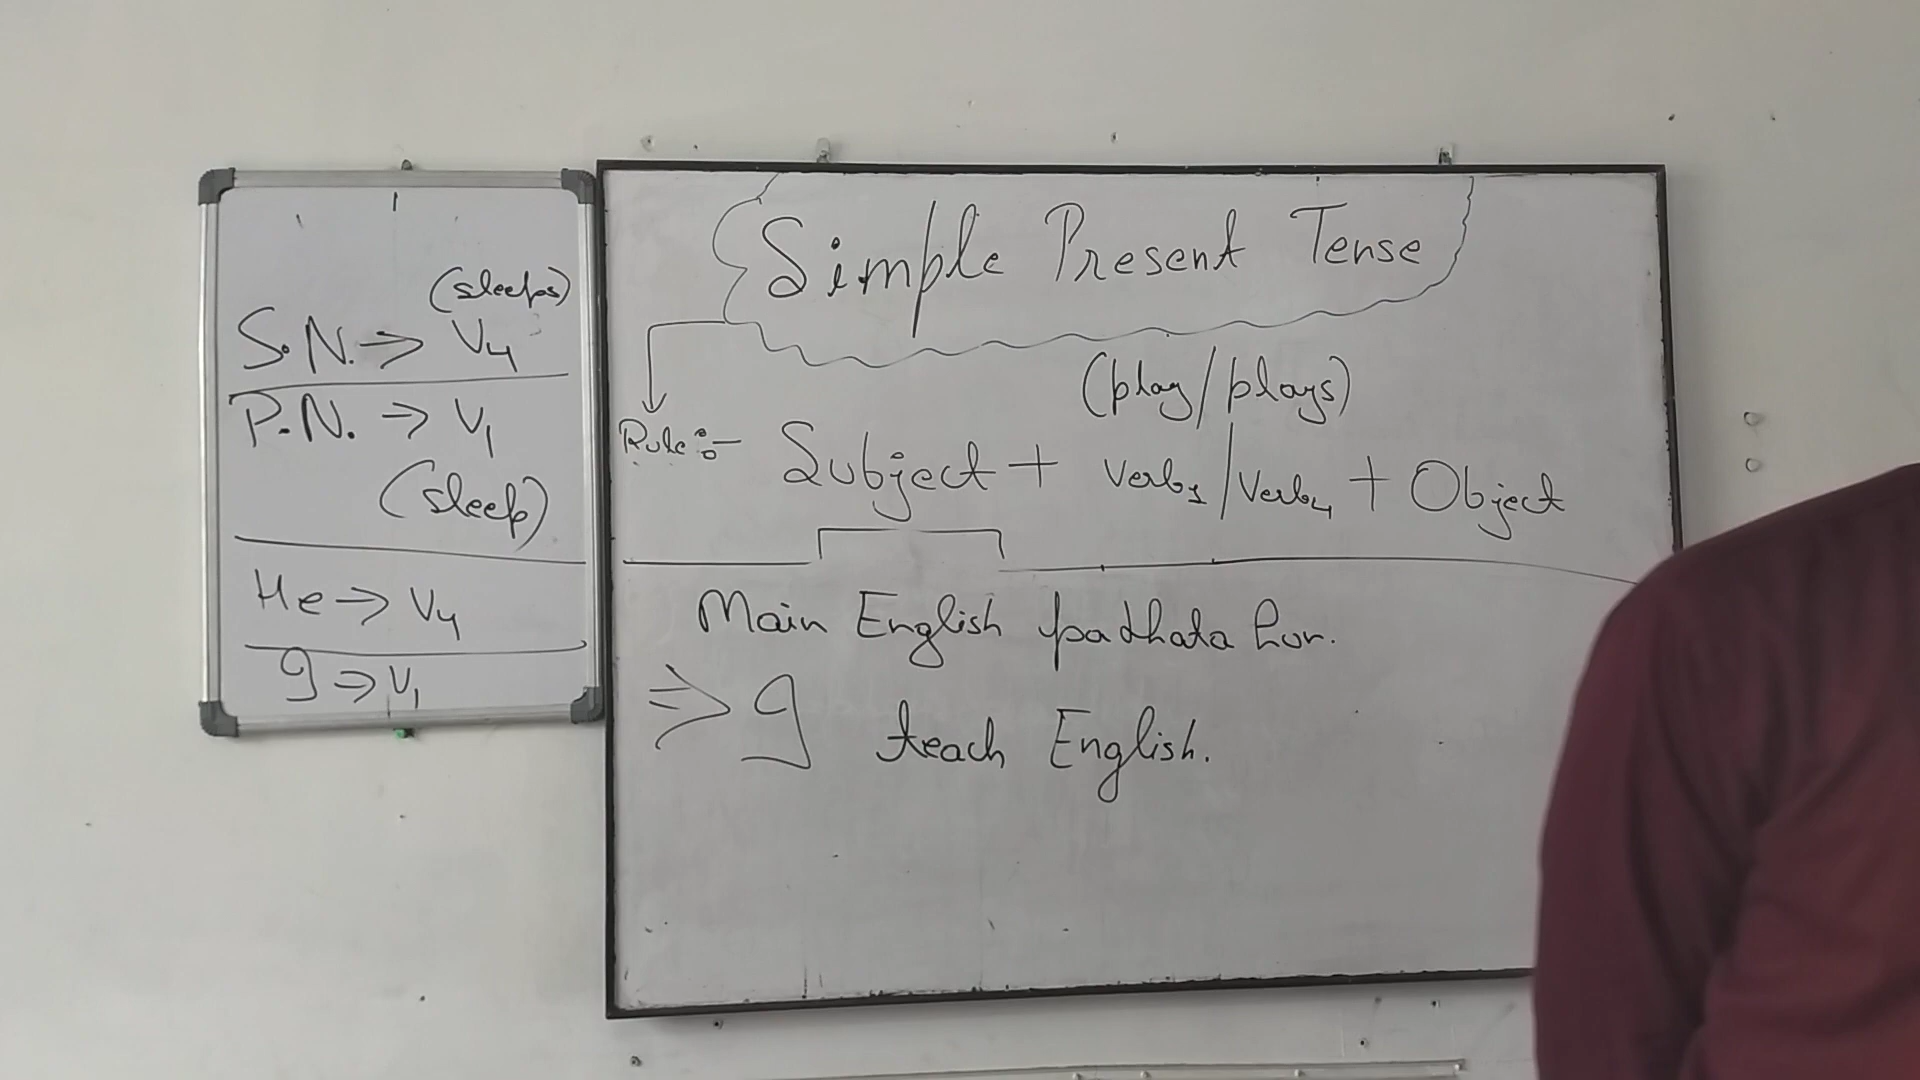 (sleeps)
S.N. → V4
P.N. → V1
(sleep)
He → V4
I → V1
Simple Present Tense
(play/plays)
Rule:- Subject + Verb1/Verb4 + Object
Main English padhata hun.
⇒ I teach English.